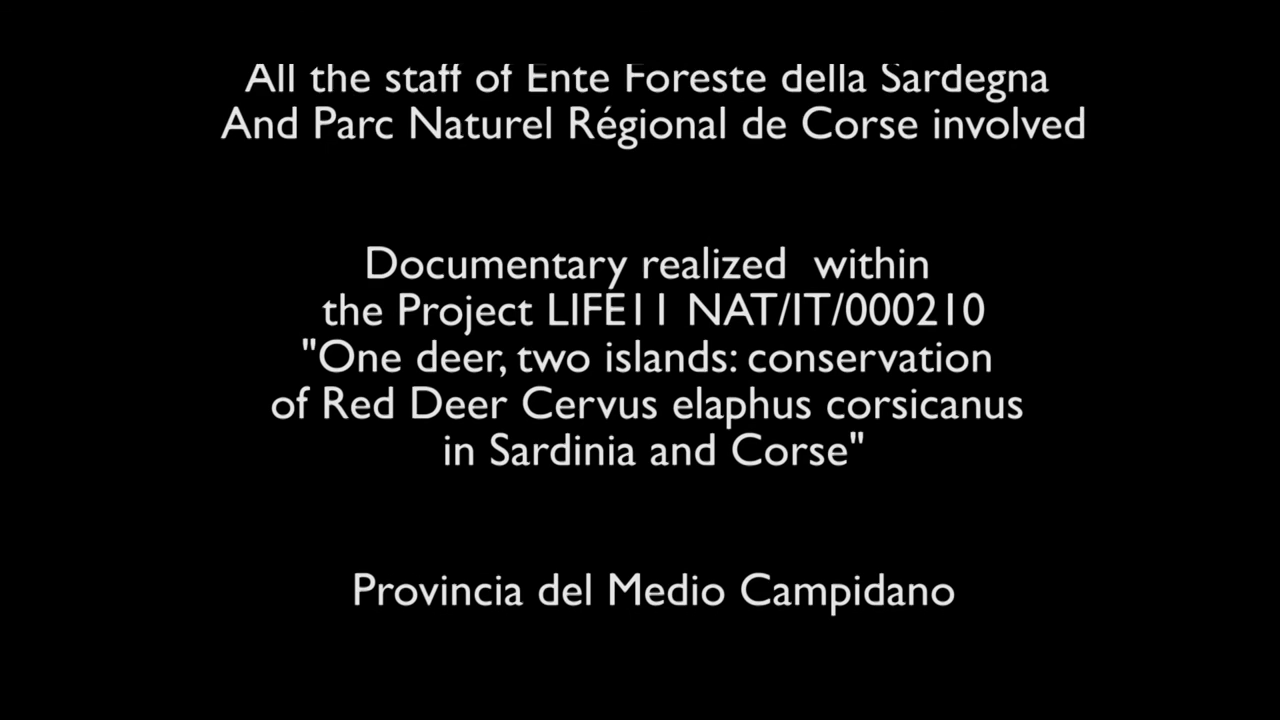 All the staff of Ente Foreste della Sardegna
And Parc Naturel Régional de Corse involved
Documentary realized  within
the Project LIFE11 NAT/IT/000210
"One deer, two islands: conservation
of Red Deer Cervus elaphus corsicanus
in Sardinia and Corse"
Provincia del Medio Campidano